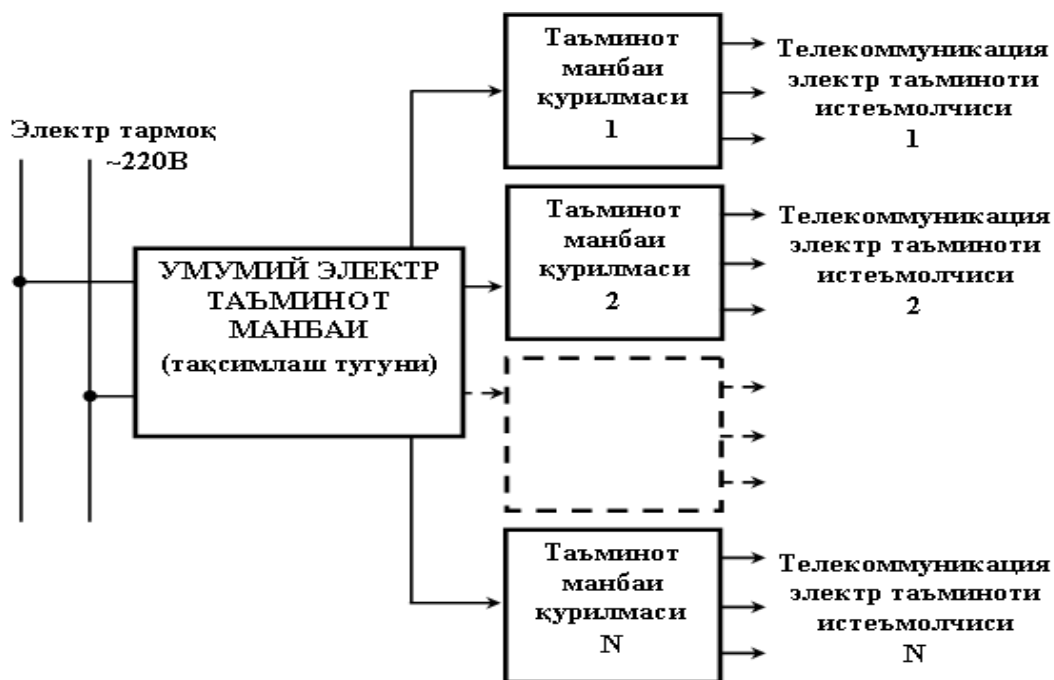 Электр тармоқ
~220В
УМУМИЙ ЭЛЕКТР
ТАЪМИНОТ
МАНБАИ
(тақсимлаш тугуни)
Таъминот
манбаи
қурилмаси
1
Телекоммуникация
электр таъминоти
истеъмолчиси
1
Таъминот
манбаи
қурилмаси
2
Телекоммуникация
электр таъминоти
истеъмолчиси
2
Таъминот
манбаи
қурилмаси
N
Телекоммуникация
электр таъминоти
истеъмолчиси
N